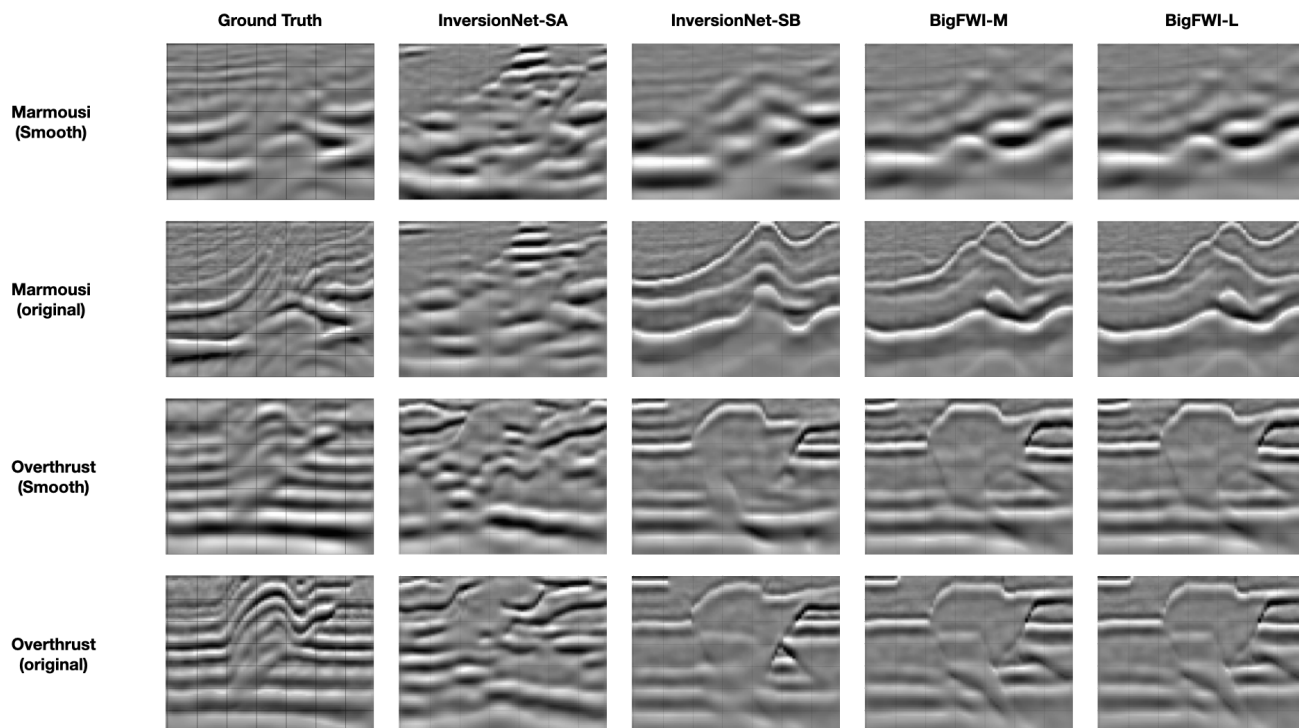 Ground Truth InversionNet-SA InversionNet-SB BigFWI-M BigFWI-L
Marmousi
(Smooth)
Marmousi
(original)
Overthrust
(Smooth)
Overthrust
(original)